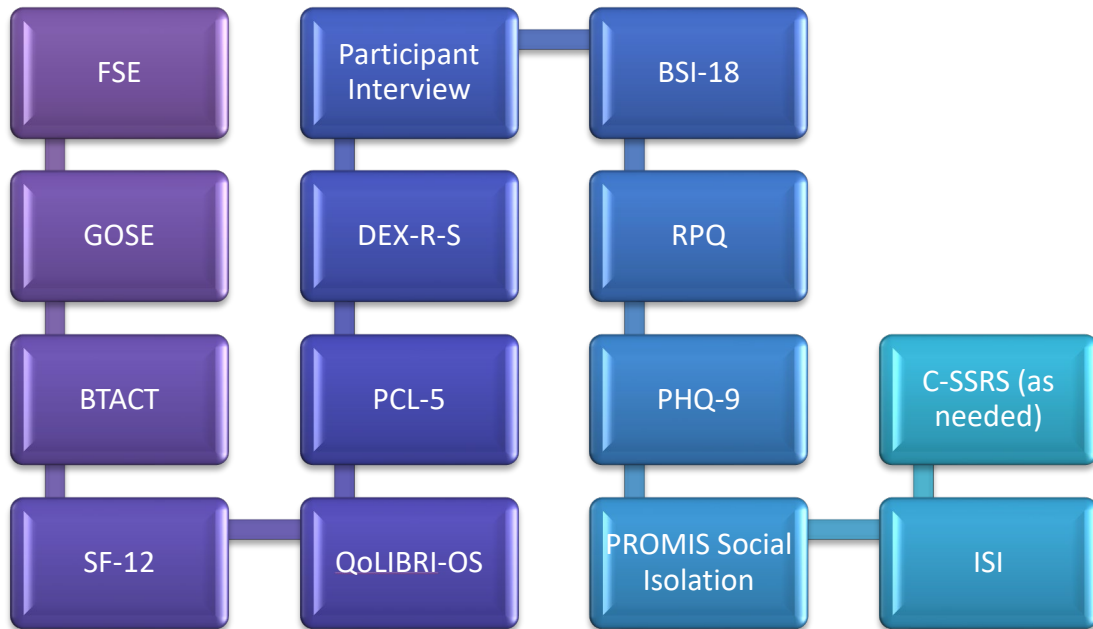 FSE
GOSE
BTACT
SF-12
QoLIBRI-OS
PCL-5
DEX-R-S
Participant
Interview
BSI-18
RPQ
PHQ-9
PROMIS Social
Isolation
ISI
C-SSRS (as
needed)